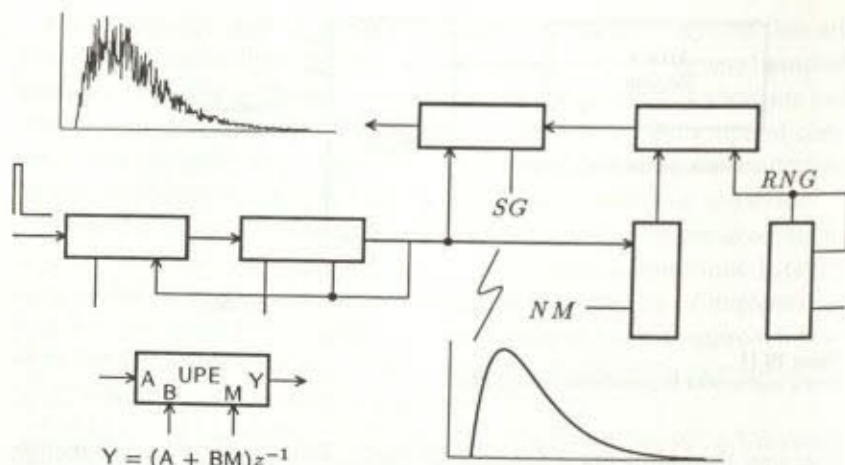 SG
RNG
NM
A UPE Y
B M
Y = (A + BM)z⁻¹